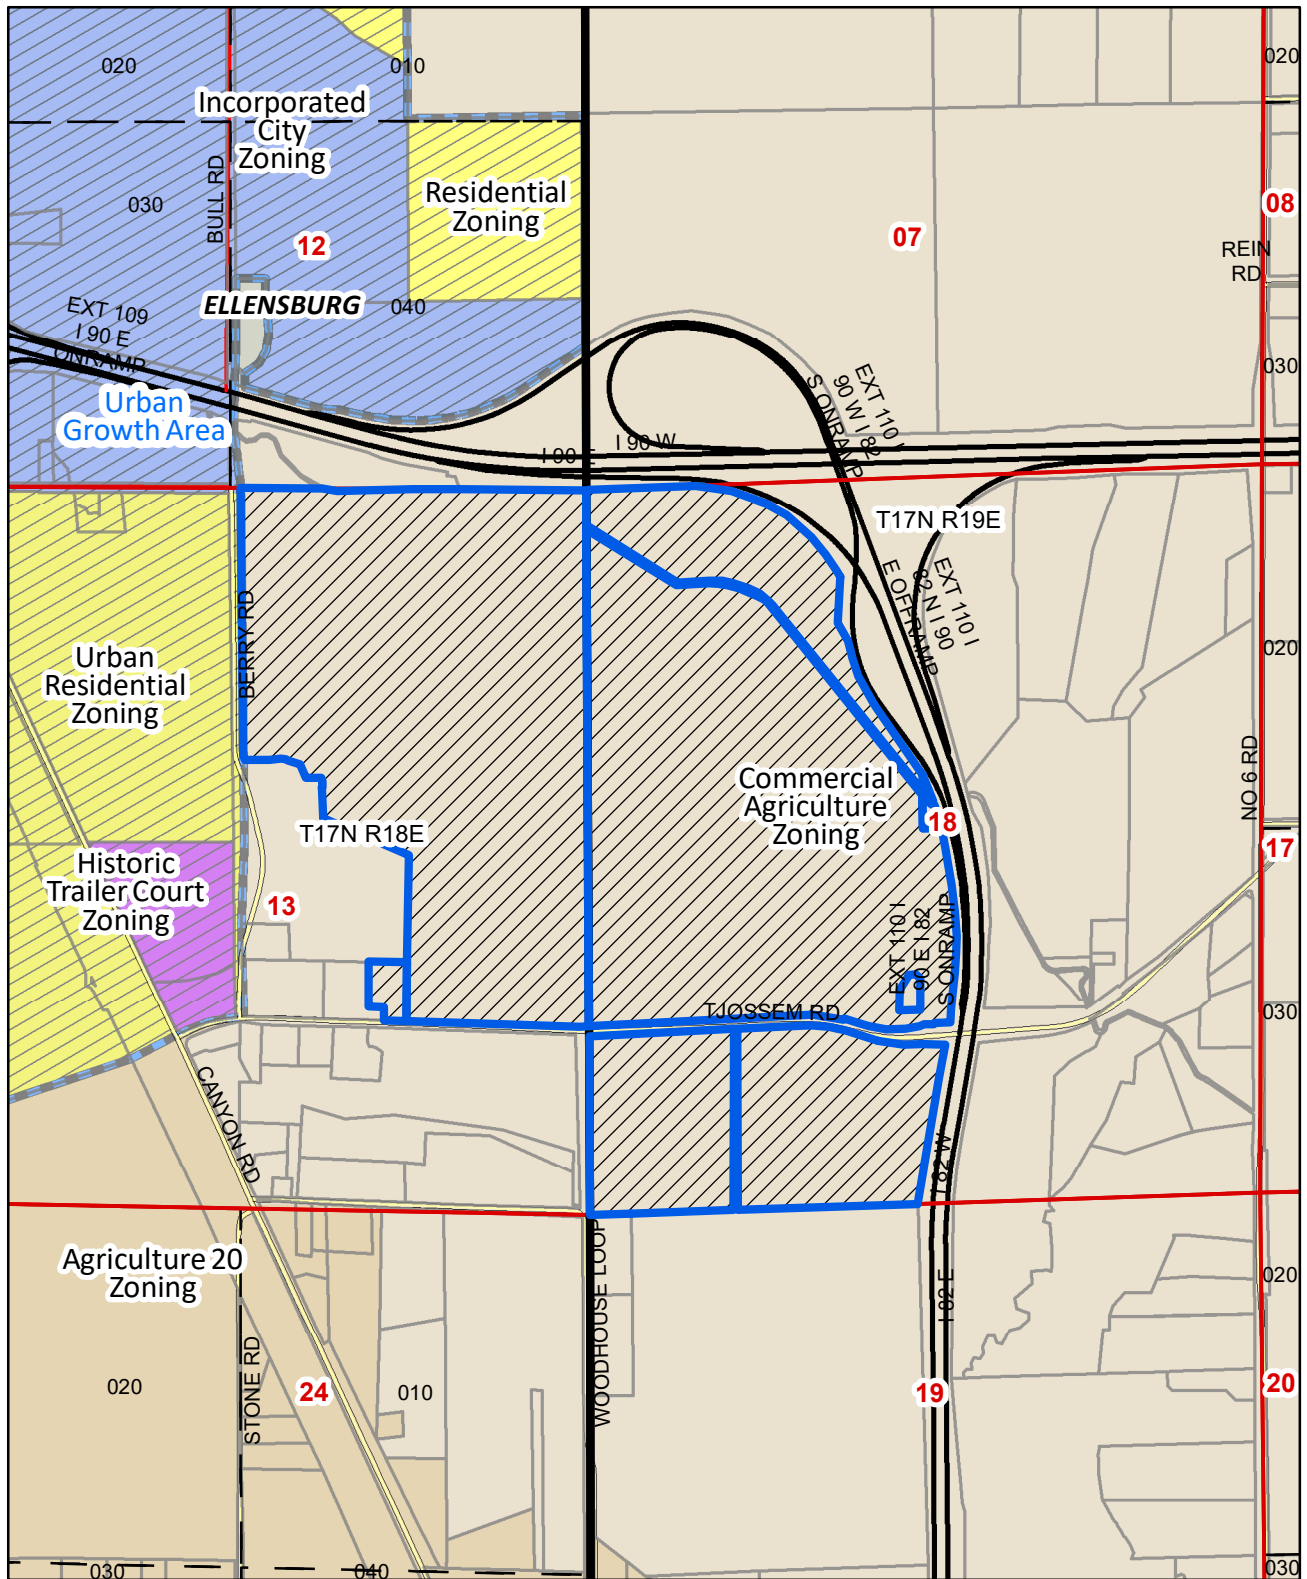 020
010
020
Incorporated
City
Zoning
BULL RD
030
Residential
Zoning
12
07
08
REIN
RD
ELLENSBURG
040
EXT 109
I 90 E
ONRAMP
030
Urban
Growth Area
I 90 E
I 90 W
EXT 110 I
90 W I 82
S ONRAMP
T17N R19E
EXT 110 I
82 N I 90
E OFFRAMP
BERRY RD
Urban
Residential
Zoning
020
NO 6 RD
Commercial
Agriculture
Zoning
18
T17N R18E
17
Historic
Trailer Court
Zoning
13
EXT 110 I
90 E I 82
S ONRAMP
TJOSSEM RD
030
CANYON RD
I 82 W
Agriculture 20
Zoning
WOODHOUSE LOOP
I 82 E
020
STONE RD
020
24
010
19
20
030
040
030